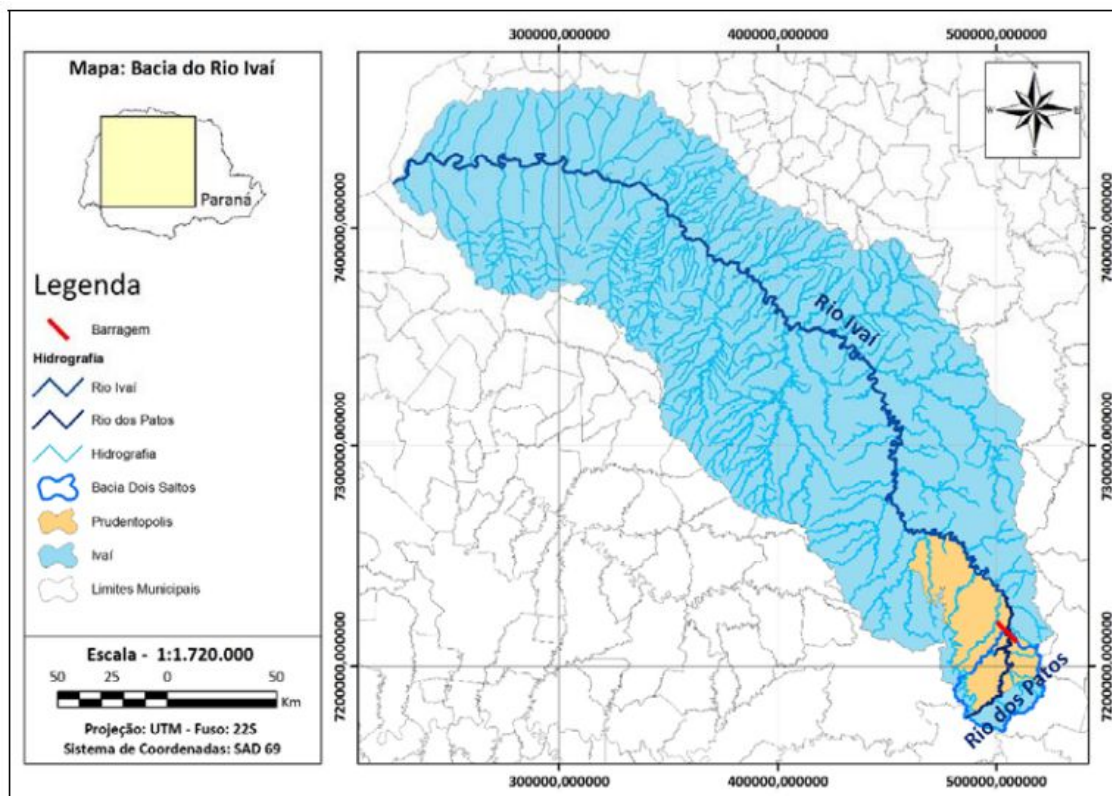 Mapa: Bacia do Rio Ivaí
Paraná
Legenda
Barragem
Hidrografia
Rio Ivaí
Rio dos Patos
Hidrografia
Bacia Dois Saltos
Prudentopolis
Ivaí
Limites Municipais
Escala - 1:1.720.000
50 25 0 50
Km
Projeção: UTM - Fuso: 22S
Sistema de Coordenadas: SAD 69
300000,000000 400000,000000 500000,000000
N
W E
S
7400000,000000
7300000,000000
7200000,000000
Rio Ivaí
Rio dos Patos
7400000,000000
7300000,000000
7200000,000000
300000,000000 400000,000000 500000,000000